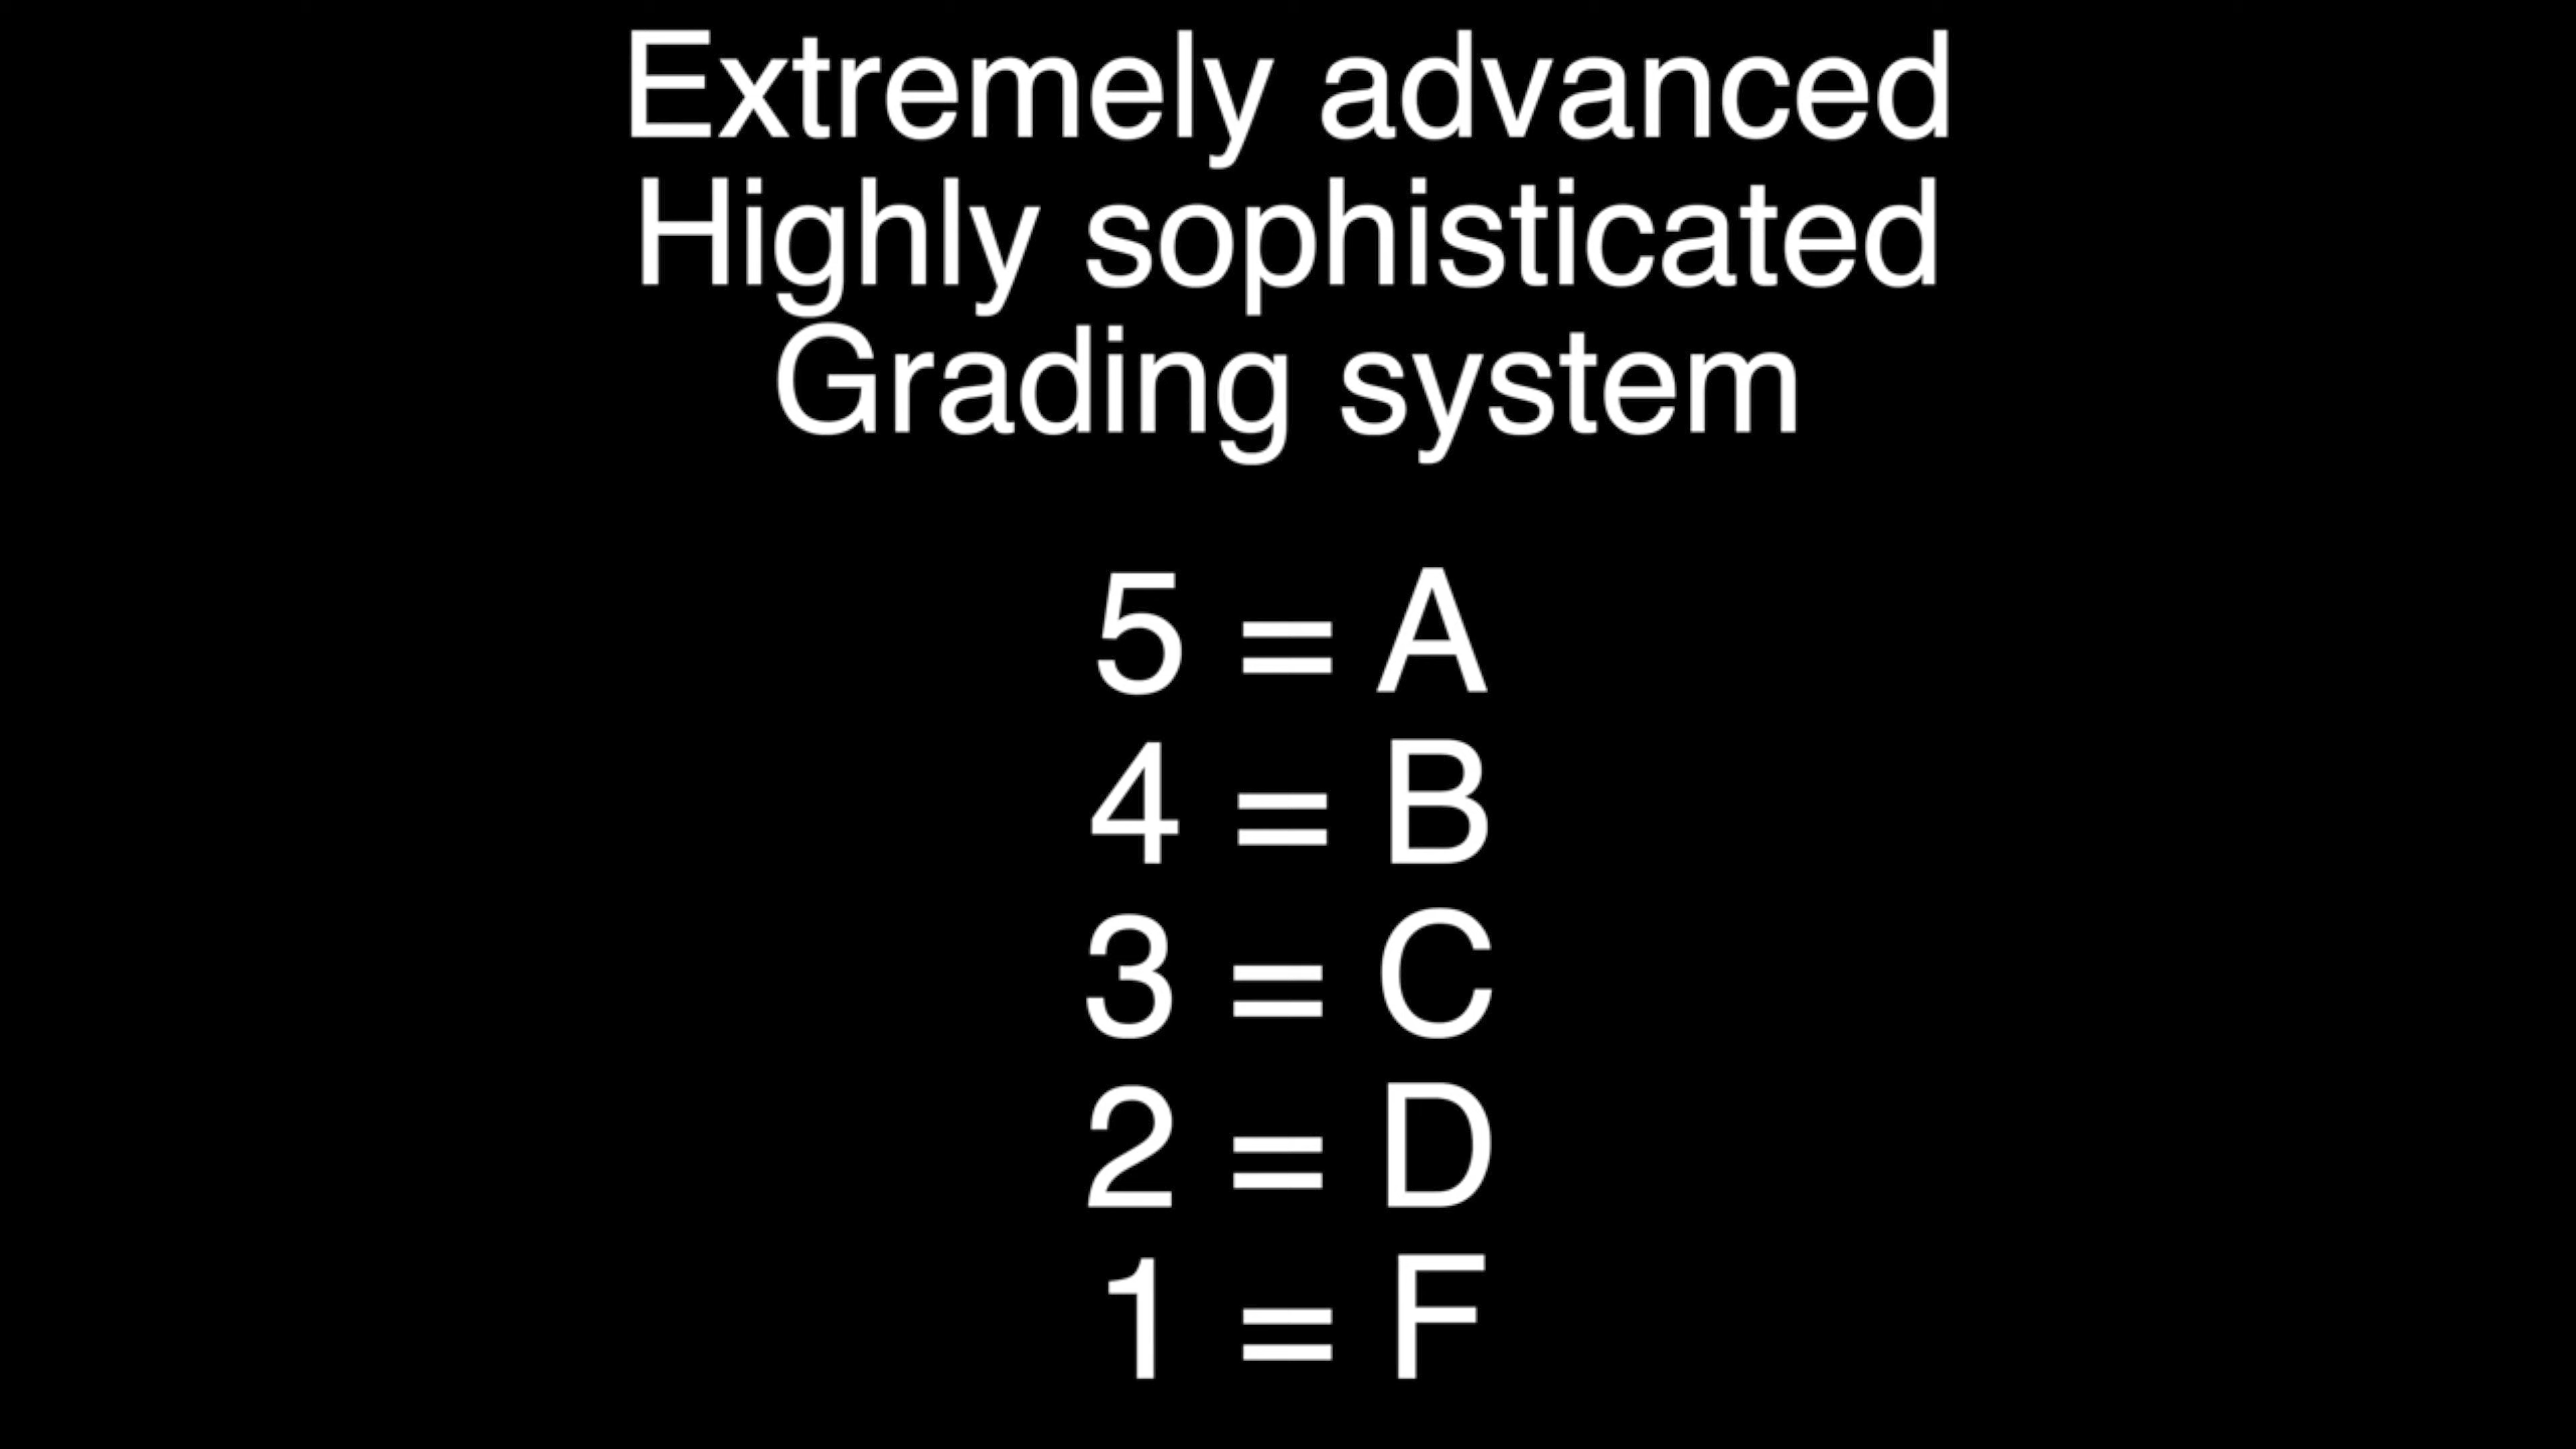 Extremely advanced
Highly sophisticated
Grading system
5 = A
4 = B
3 = C
2 = D
1 = F